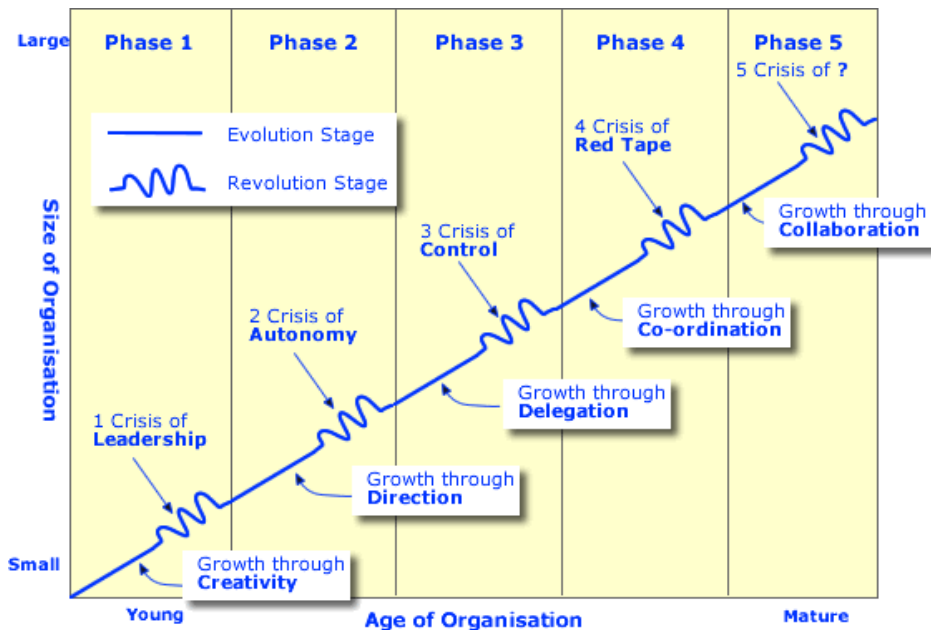 Large
Phase 1
Phase 2
Phase 3
Phase 4
Phase 5
5 Crisis of ?
Evolution Stage
Revolution Stage
4 Crisis of
Red Tape
Size of Organisation
3 Crisis of
Control
Growth through
Collaboration
2 Crisis of
Autonomy
Growth through
Co-ordination
1 Crisis of
Leadership
Growth through
Delegation
Growth through
Direction
Small
Growth through
Creativity
Young
Age of Organisation
Mature